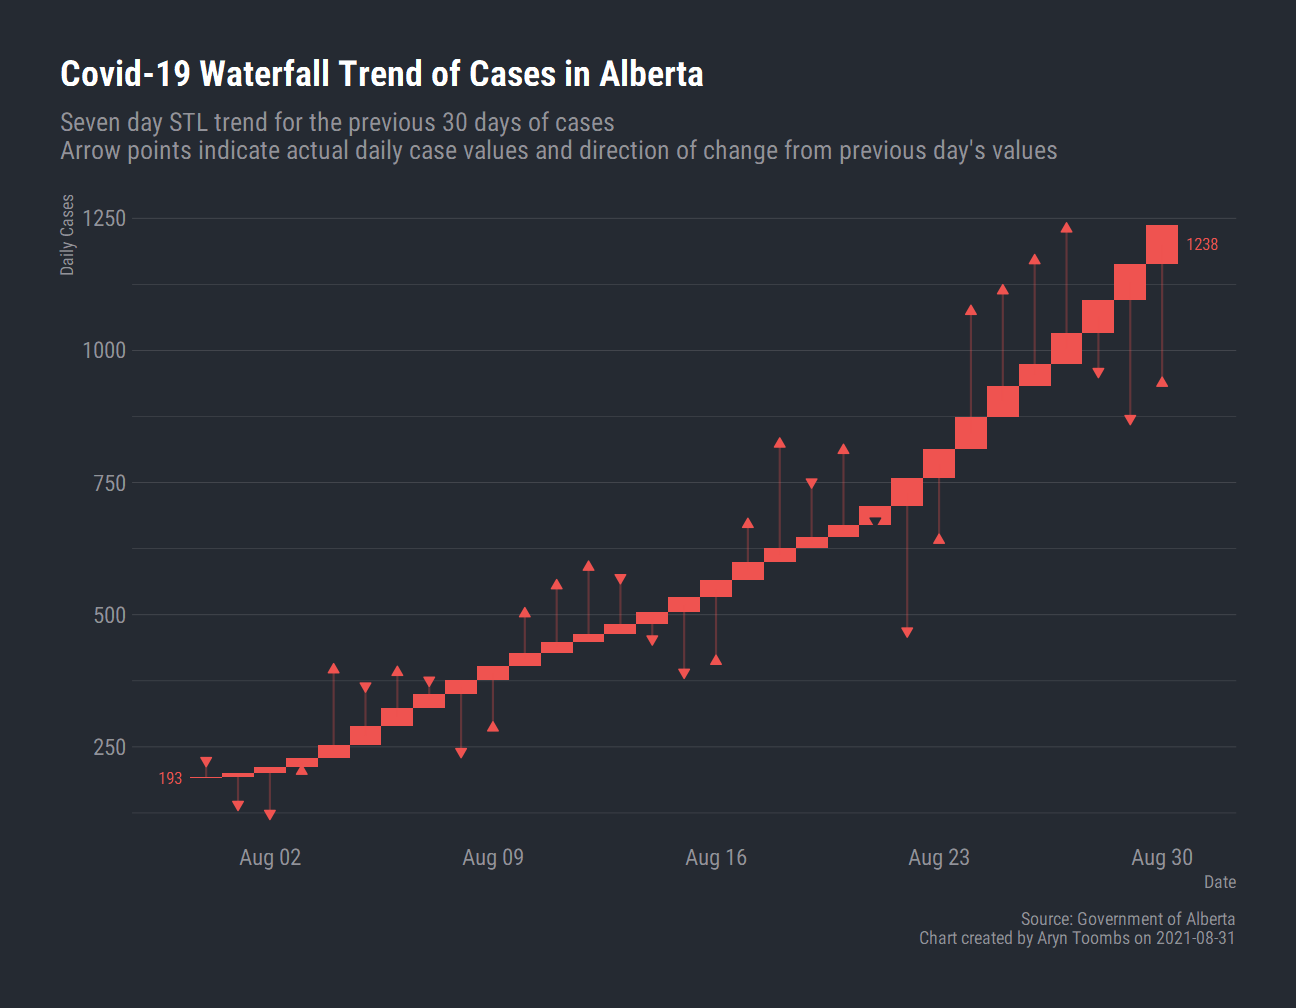 Covid-19 Waterfall Trend of Cases in Alberta
Seven day STL trend for the previous 30 days of cases
Arrow points indicate actual daily case values and direction of change from previous day's values
Daily Cases
1250
1000
750
500
250
193
1238
Aug 02
Aug 09
Aug 16
Aug 23
Aug 30
Date
Source: Government of Alberta
Chart created by Aryn Toombs on 2021-08-31